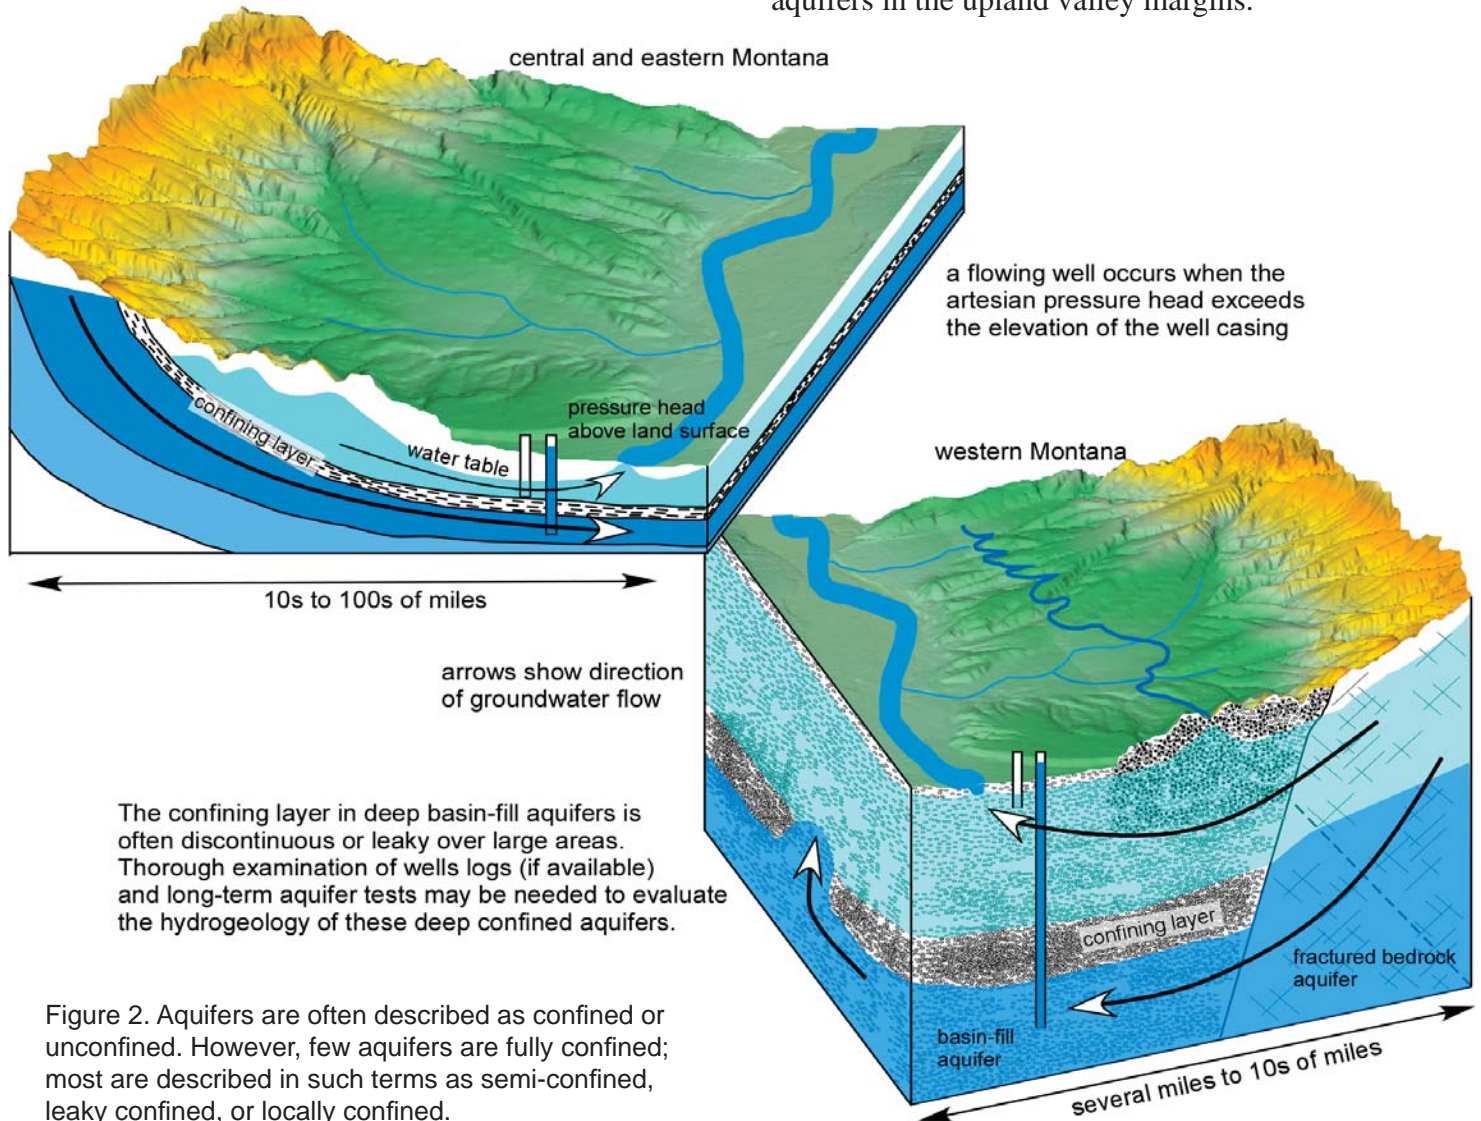 aquifers in the upland valley margins.
central and eastern Montana
a flowing well occurs when the
artesian pressure head exceeds
the elevation of the well casing
pressure head
above land surface
confining layer
water table
western Montana
10s to 100s of miles
arrows show direction
of groundwater flow
The confining layer in deep basin-fill aquifers is
often discontinuous or leaky over large areas.
Thorough examination of wells logs (if available)
and long-term aquifer tests may be needed to evaluate
the hydrogeology of these deep confined aquifers.
confining layer
fractured bedrock
aquifer
basin-fill
aquifer
several miles to 10s of miles
Figure 2. Aquifers are often described as confined or
unconfined. However, few aquifers are fully confined;
most are described in such terms as semi-confined,
leaky confined, or locally confined.